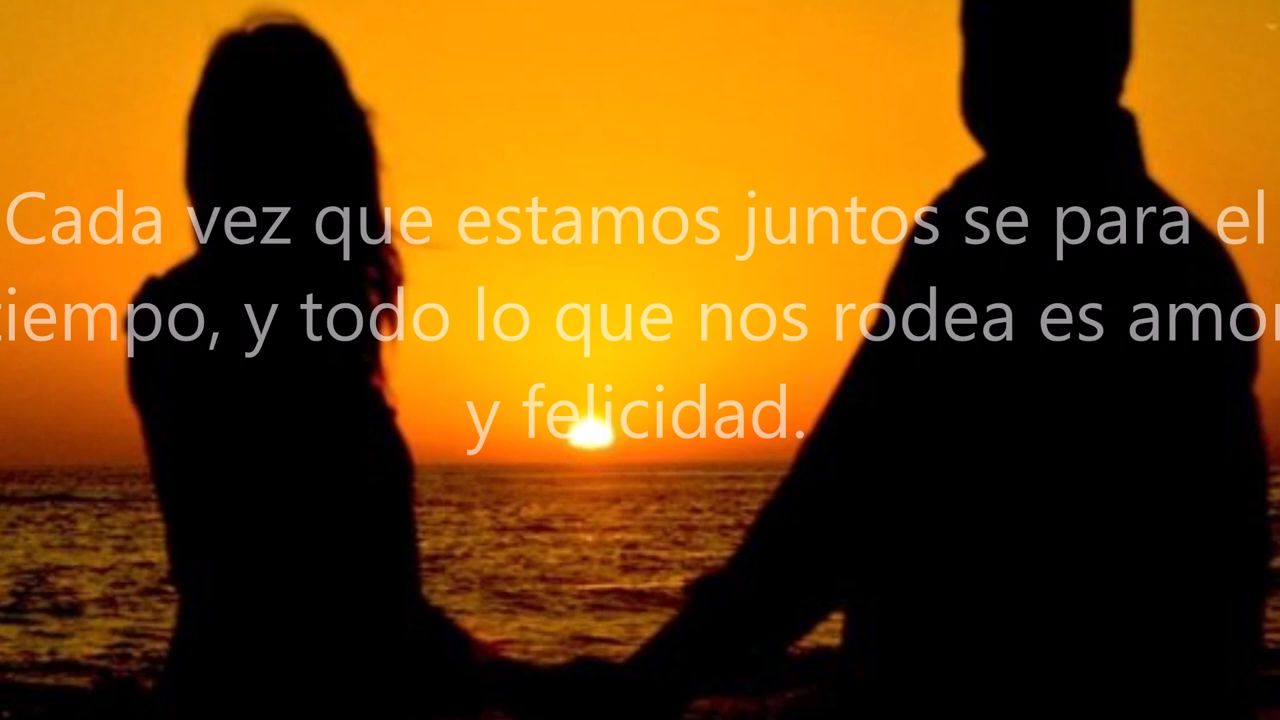 Cada vez que estamos juntos se para el
tiempo, y todo lo que nos rodea es amor
y felicidad.